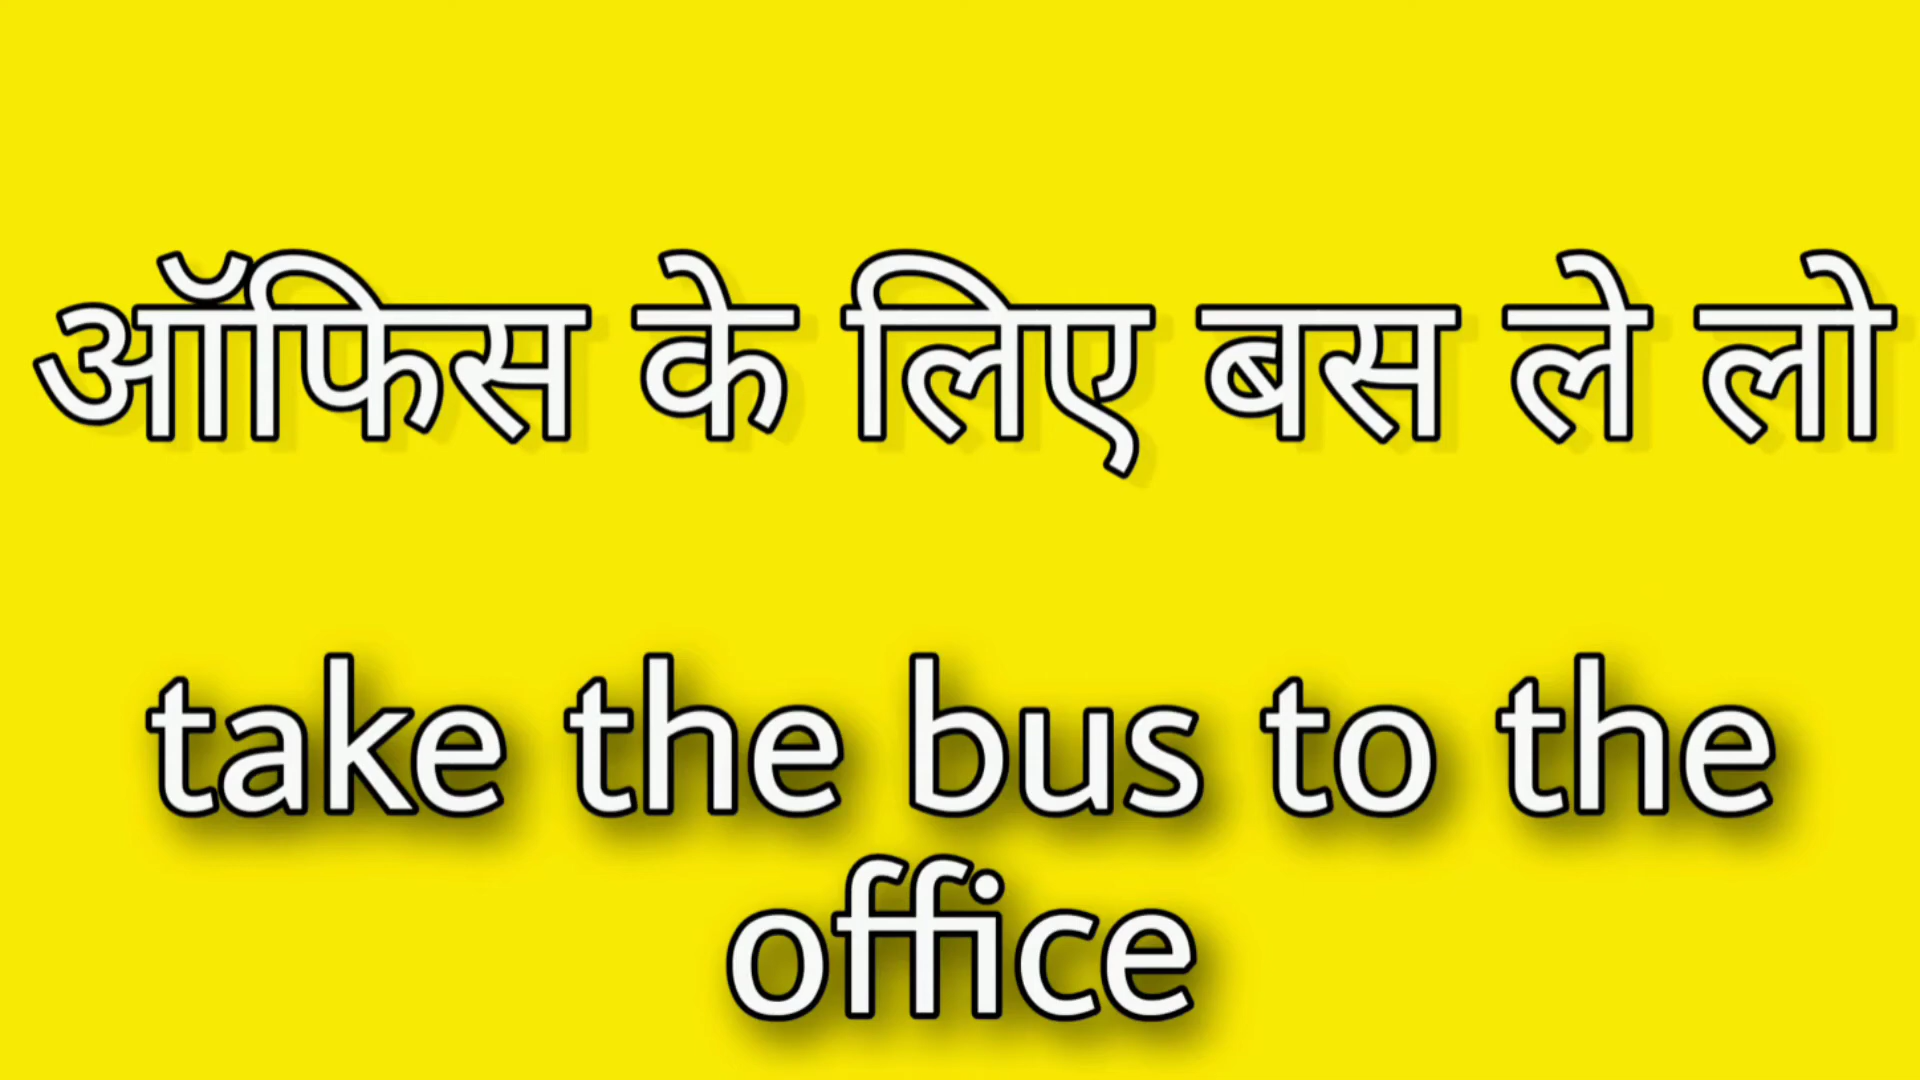 ऑफिस के लिए बस ले लो
take the bus to the
office